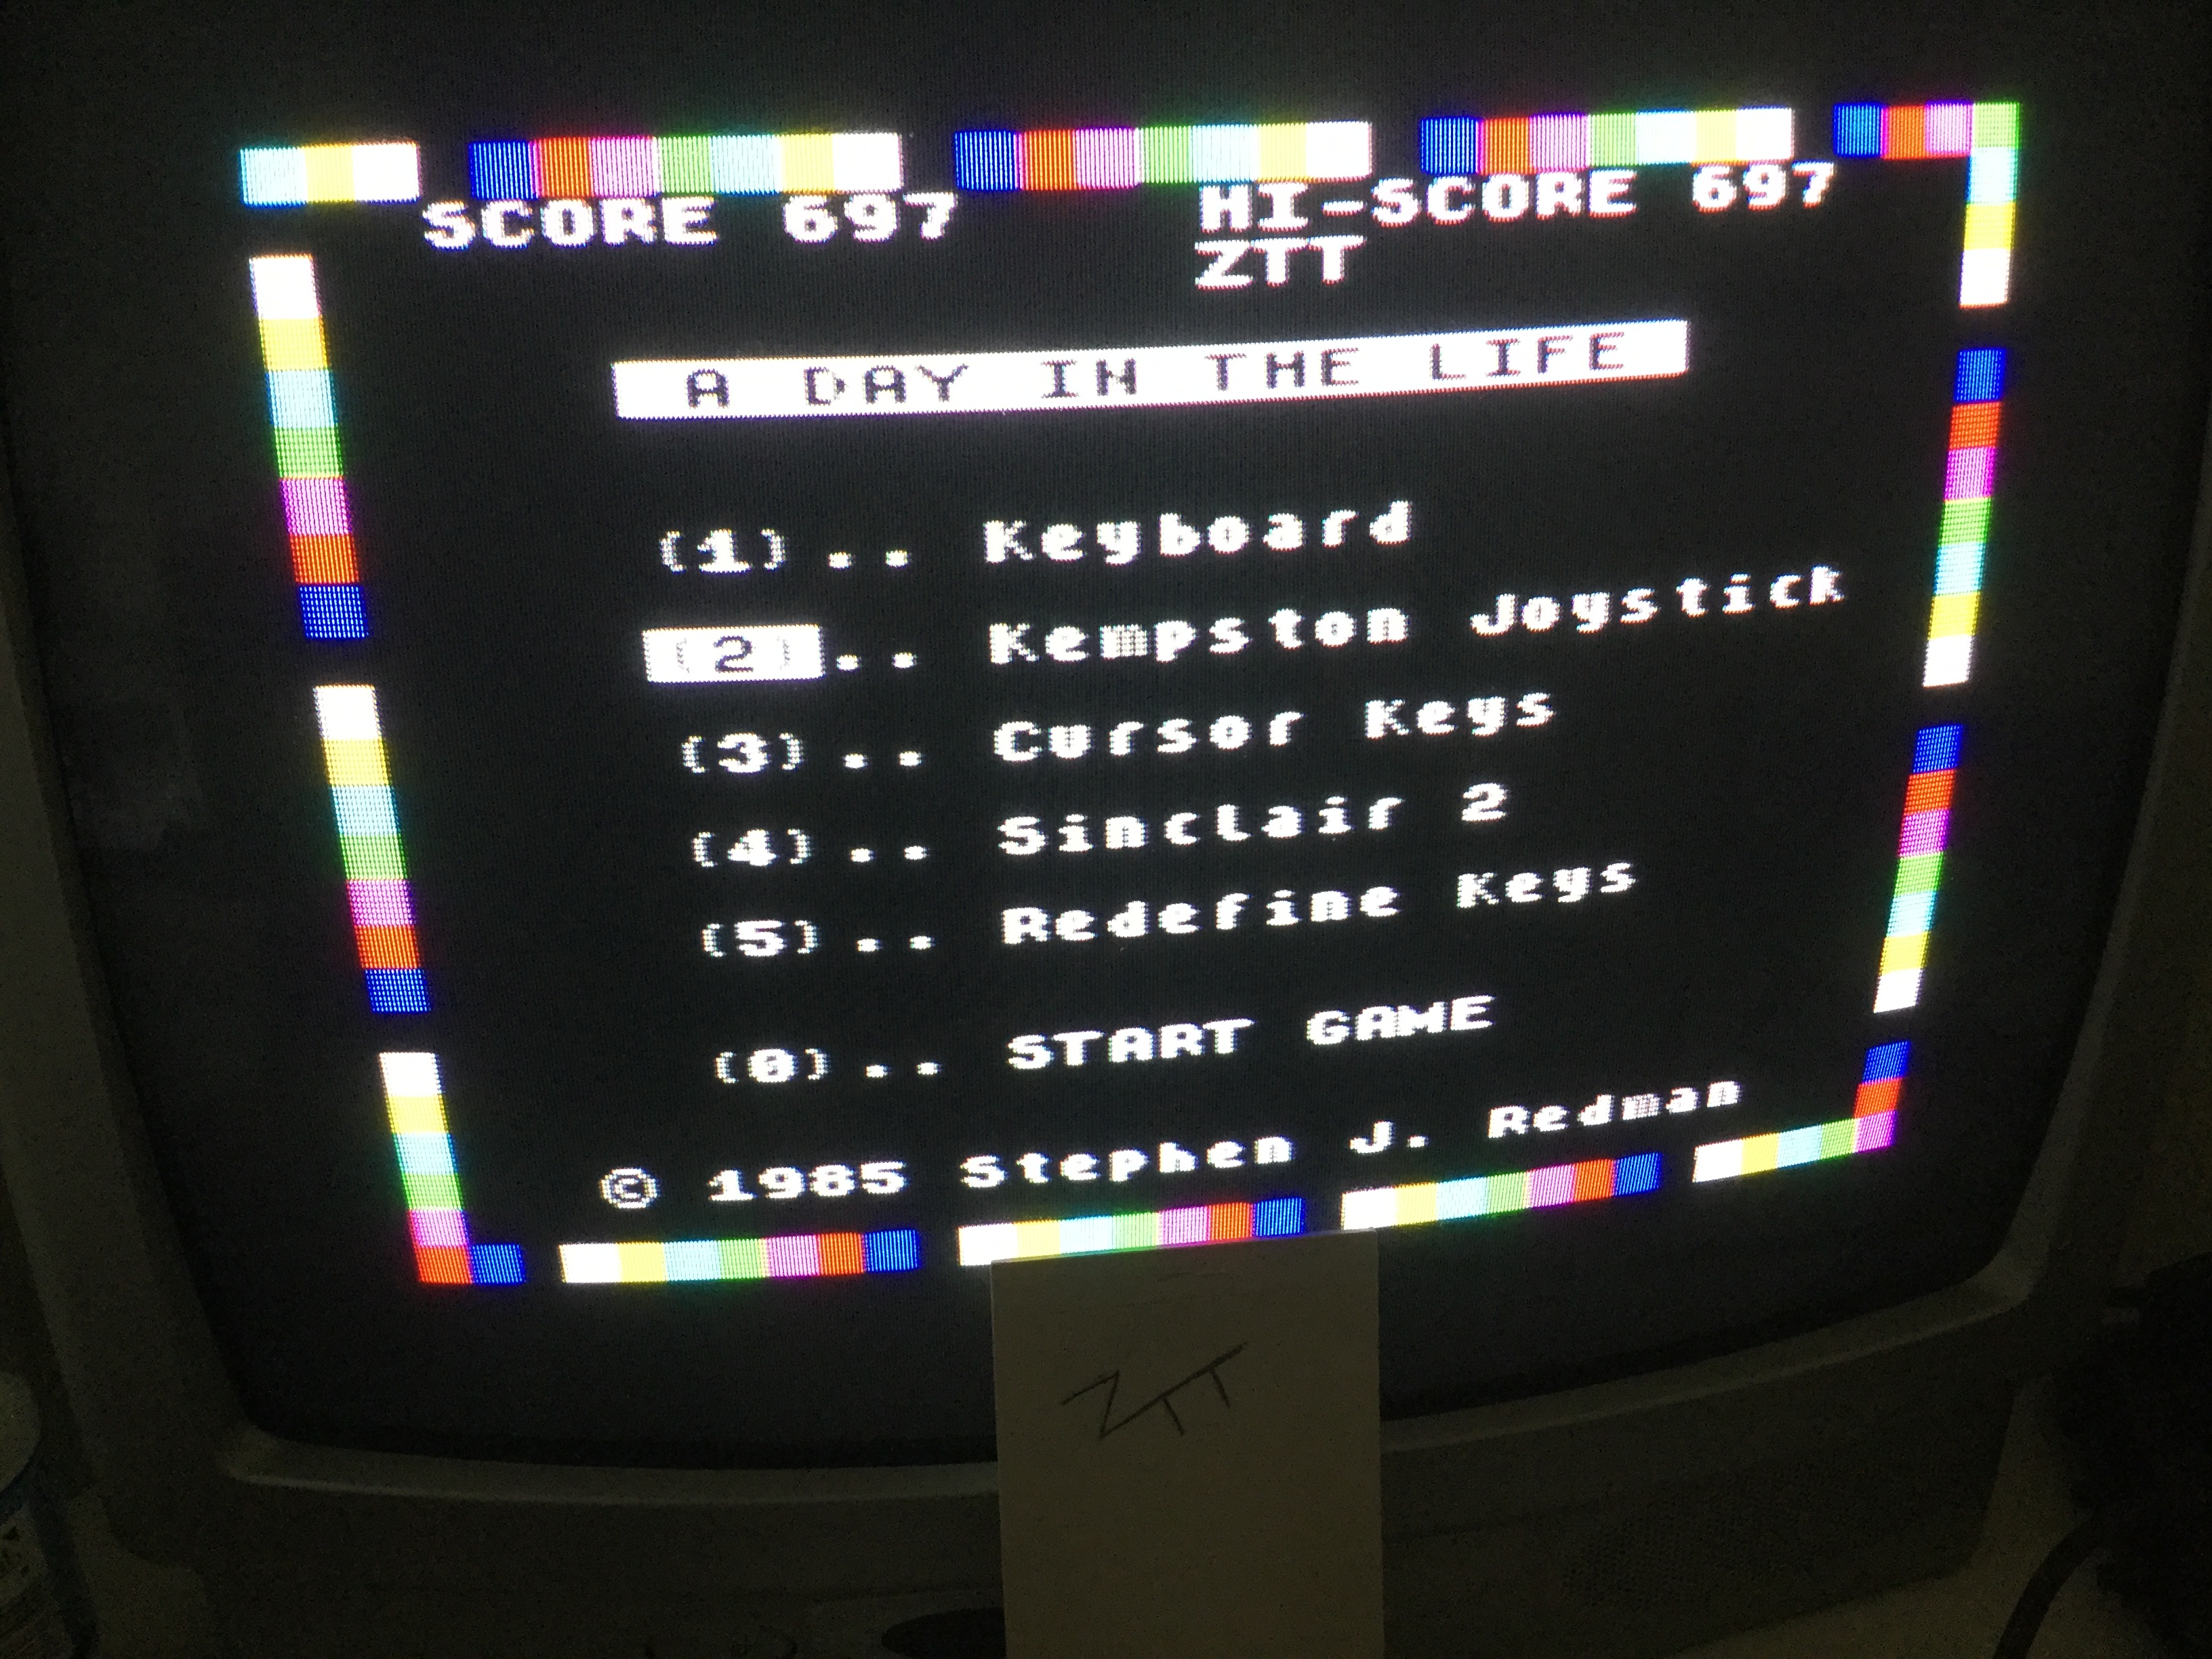 SCORE 697 HI-SCORE 697
ZTT
A DAY IN THE LIFE
(1).. Keyboard
(2).. Kempston Joystick
(3).. Cursor Keys
(4).. Sinclair 2
(5).. Redefine Keys
(0).. START GAME
© 1985 Stephen J. Redman
ZTT